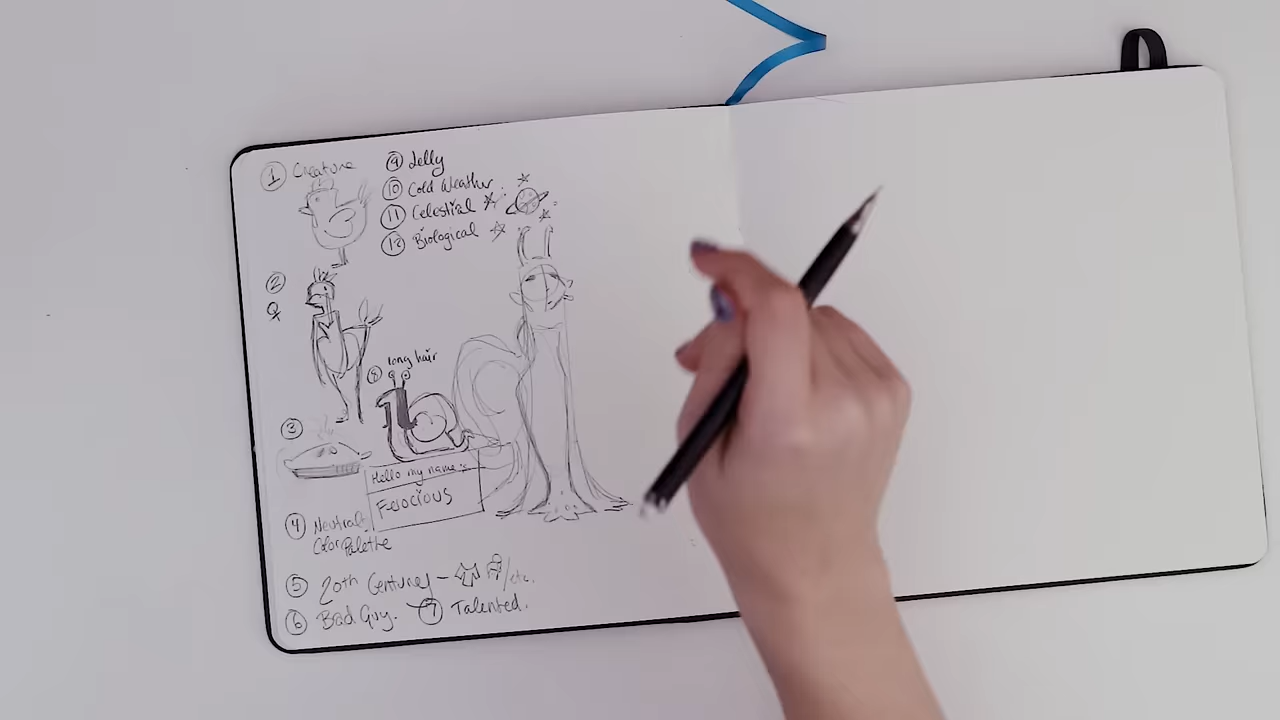 ① Creature
②
♀
③
④ Neutral
Color Palette
⑤ 20th Century - /etc.
⑥ Bad Guy. ⑦ Talented.
⑧ long hair
Hello my name is
Ferocious
⑨ Jelly
⑩ Cold Weather
⑪ Celestial
⑫ Biological